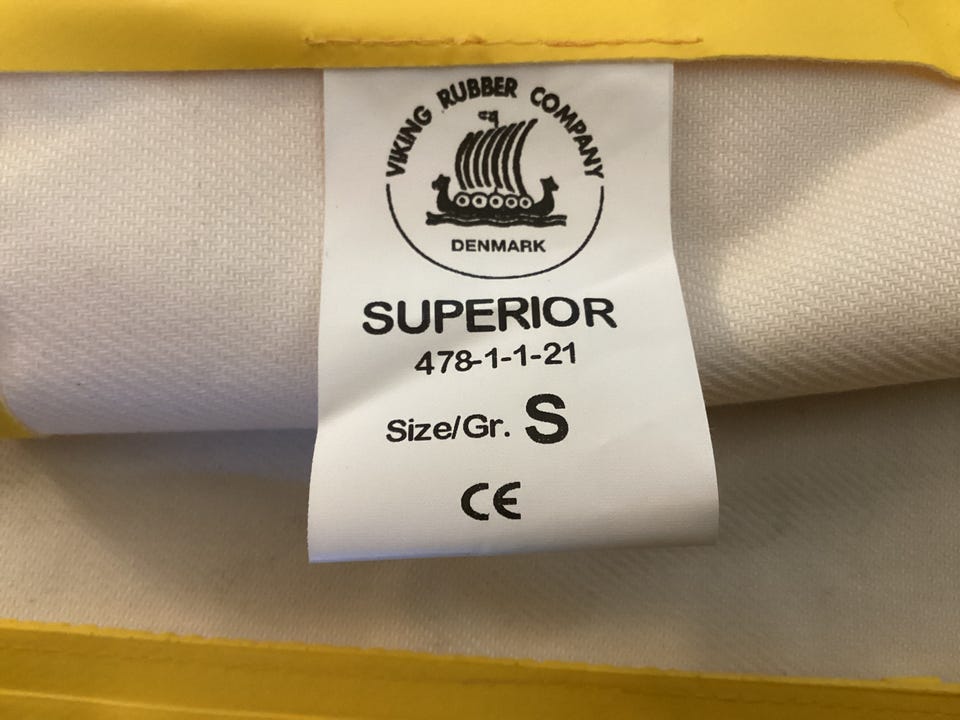 VIKING RUBBER COMPANY
DENMARK
SUPERIOR
478-1-1-21
Size/Gr. S
CE